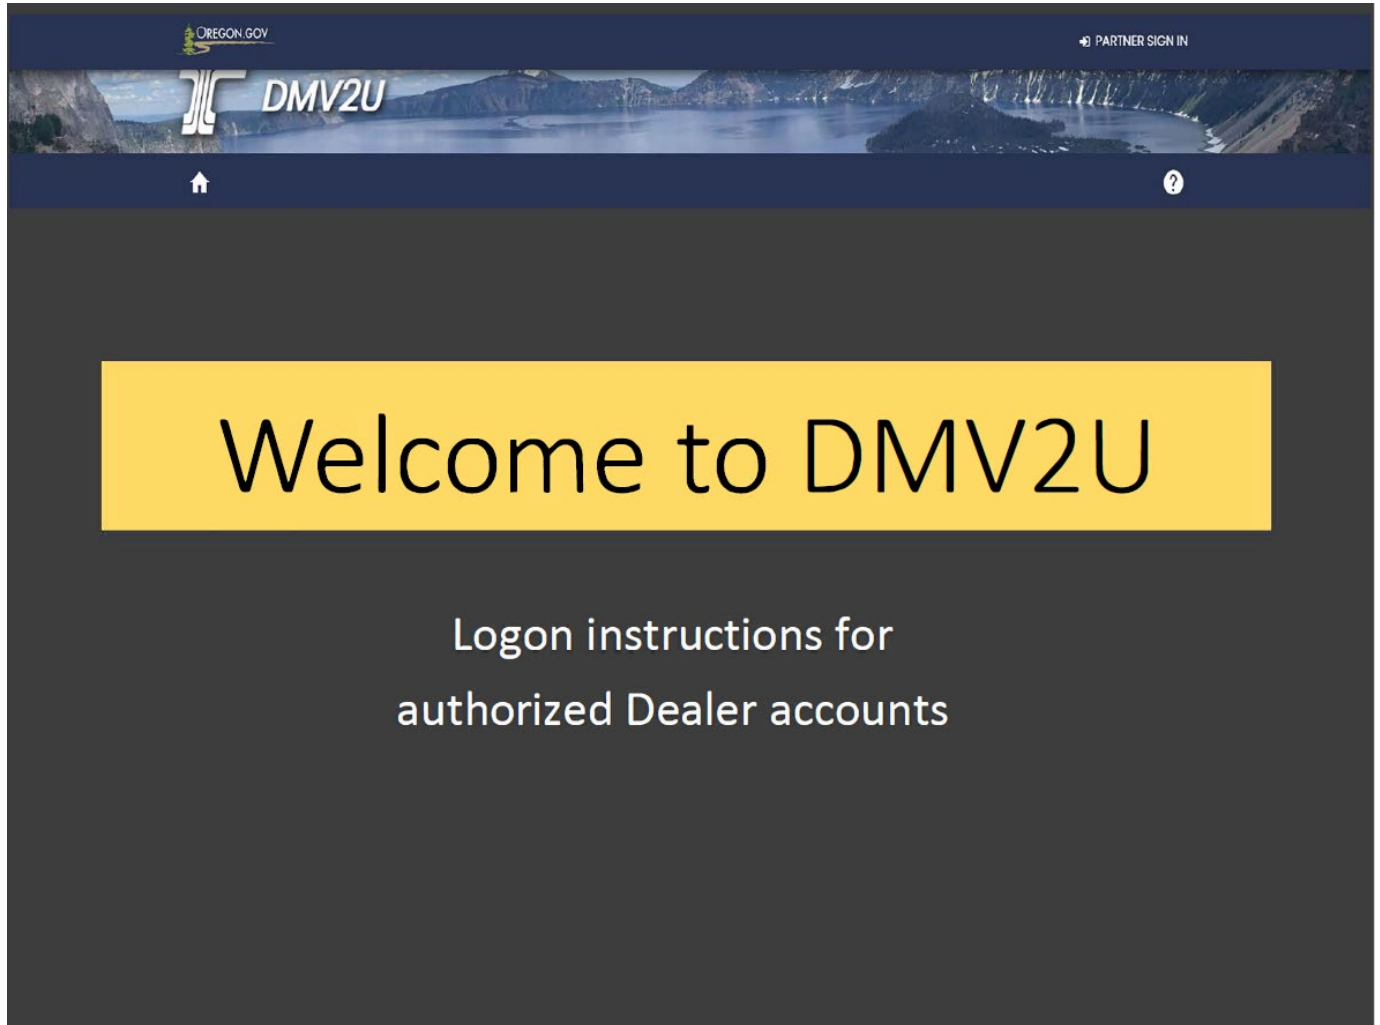 OREGON.GOV
PARTNER SIGN IN
DMV2U
Welcome to DMV2U
Logon instructions for
authorized Dealer accounts